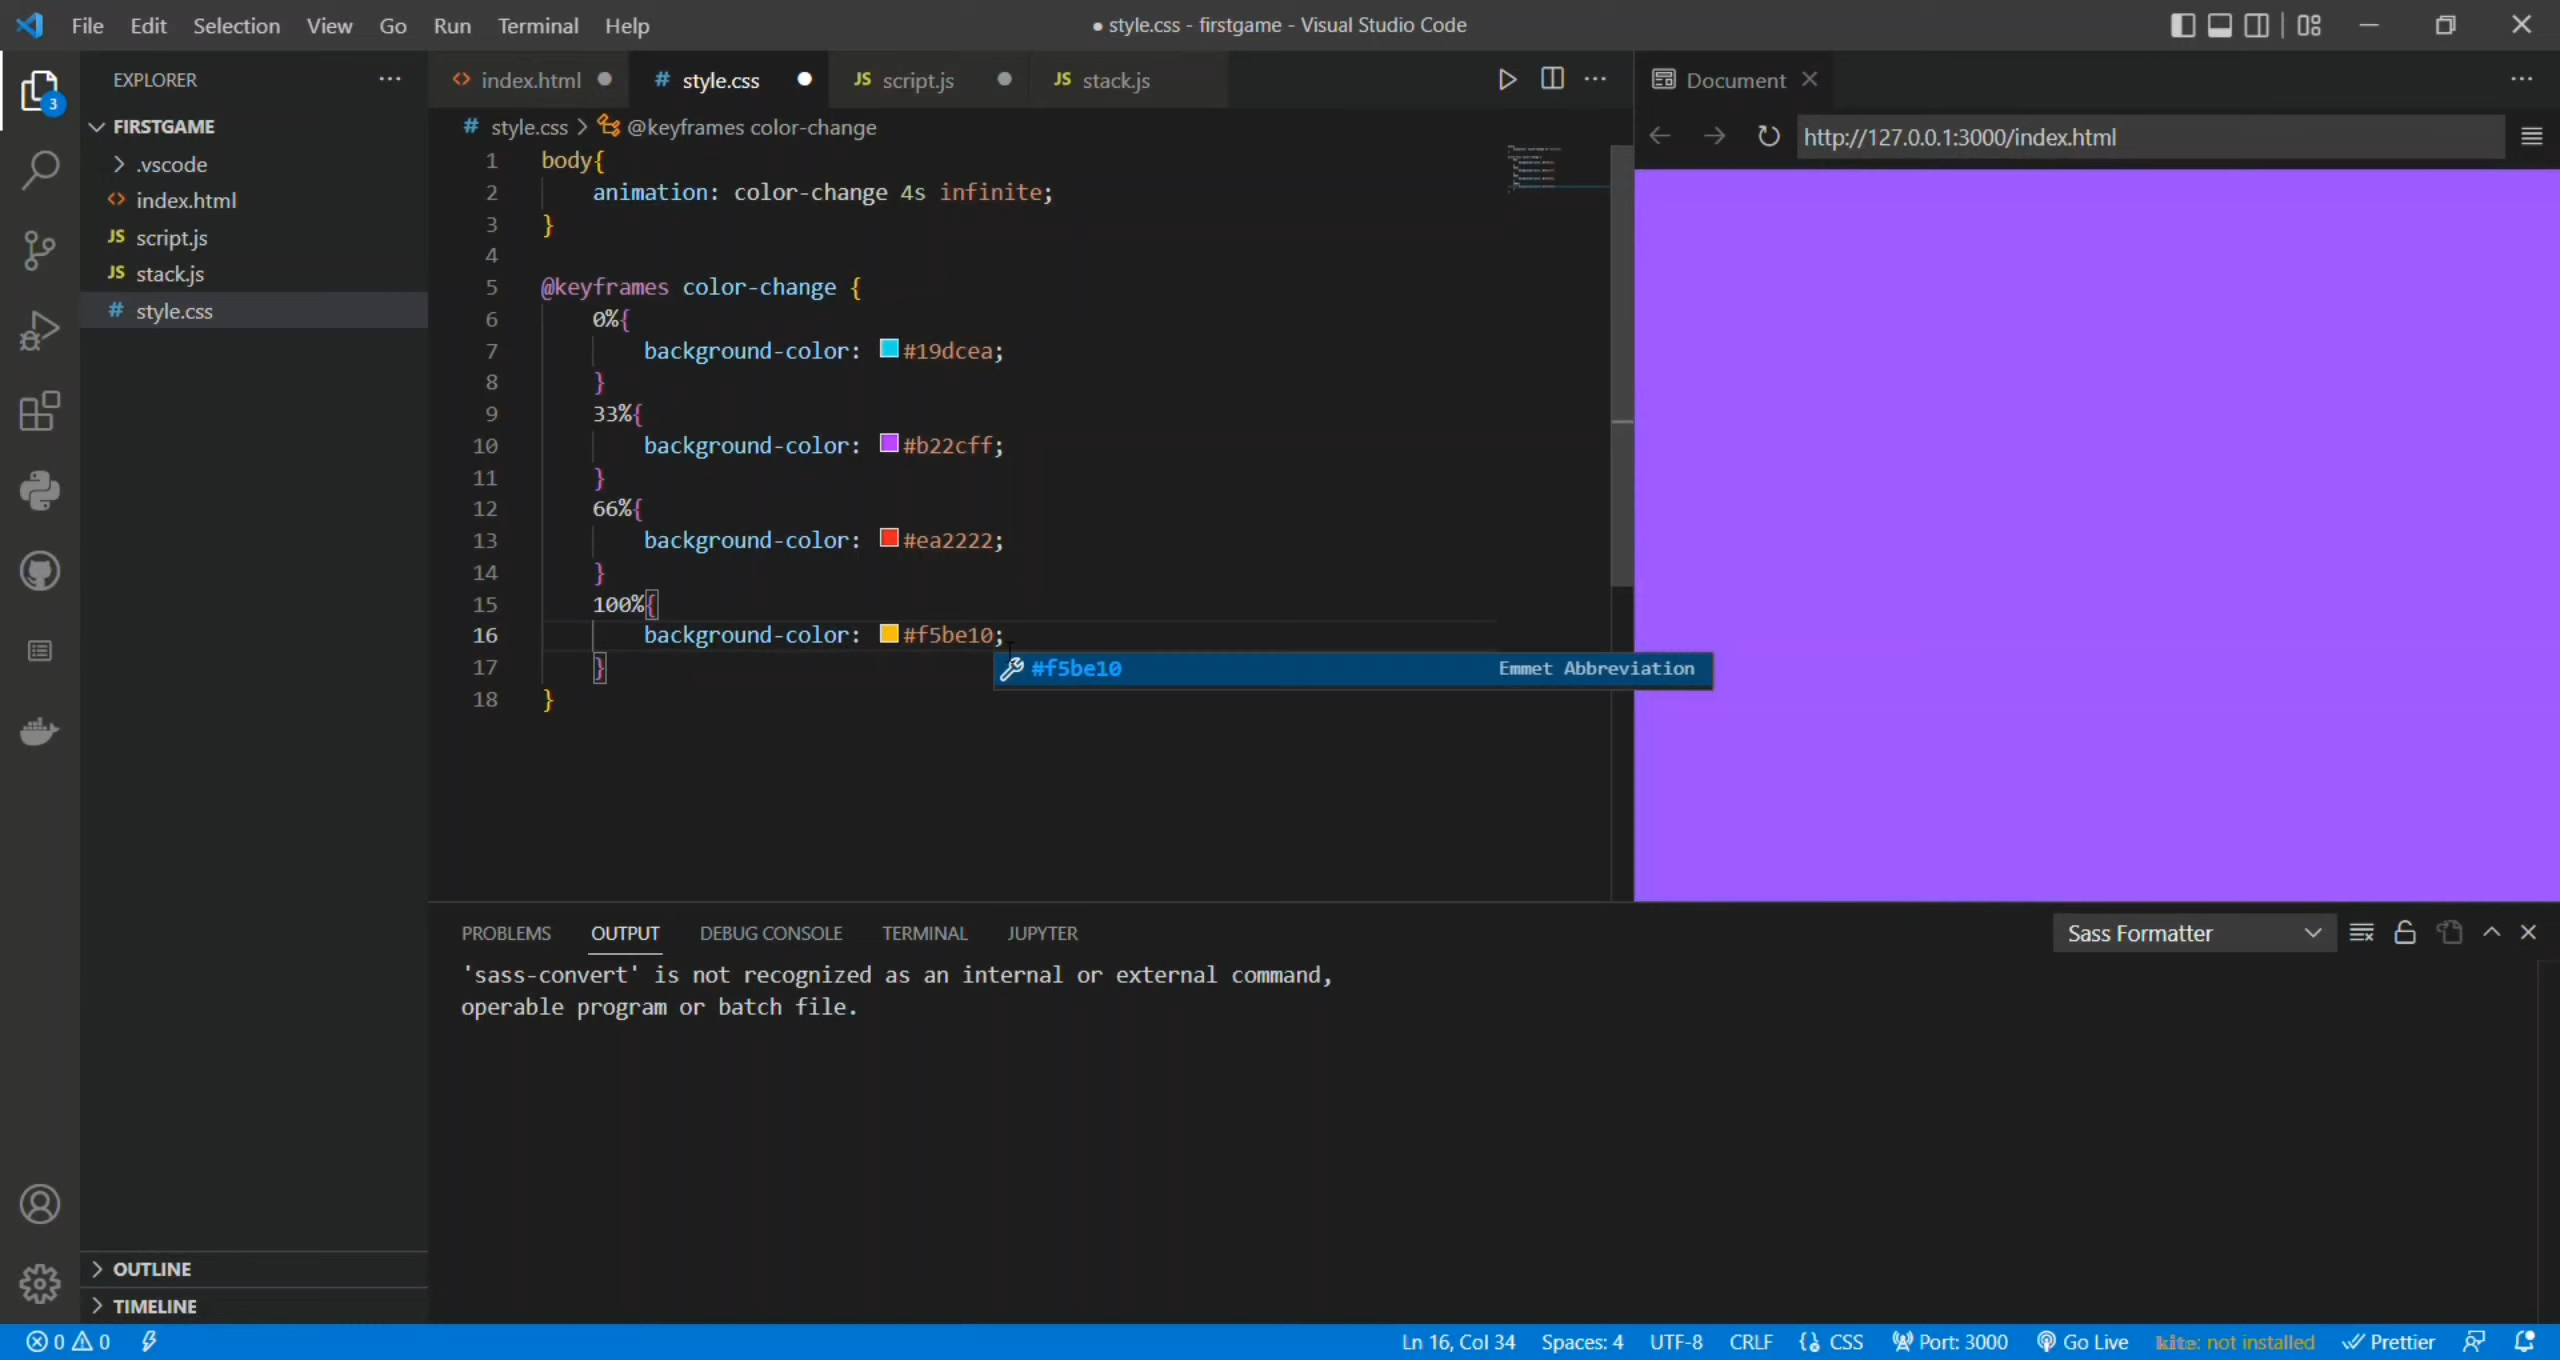 File Edit Selection View Go Run Terminal Help
● style.css - firstgame - Visual Studio Code
3
EXPLORER ...
FIRSTGAME
.vscode
<> index.html
JS script.js
JS stack.js
# style.css
OUTLINE
TIMELINE
<> index.html ● # style.css ● JS script.js ● JS stack.js
# style.css > @keyframes color-change
1 body{
2 animation: color-change 4s infinite;
3 }
4
5 @keyframes color-change {
6 0%{
7 background-color: #19dcea;
8 }
9 33%{
10 background-color: #b22cff;
11 }
12 66%{
13 background-color: #ea2222;
14 }
15 100%{
16 background-color: #f5be10;
17 }
18 }
#f5be10 Emmet Abbreviation
Document
http://127.0.0.1:3000/index.html
PROBLEMS OUTPUT DEBUG CONSOLE TERMINAL JUPYTER
Sass Formatter
'sass-convert' is not recognized as an internal or external command,
operable program or batch file.
0 0 Ln 16, Col 34 Spaces: 4 UTF-8 CRLF CSS Port: 3000 Go Live kite: not installed Prettier